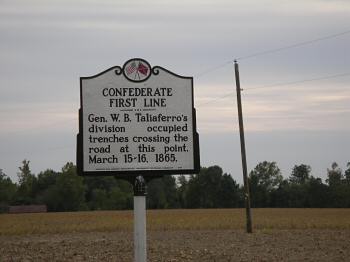 CONFEDERATE
FIRST LINE
Gen. W. B. Taliaferro's
division occupied
trenches crossing the
road at this point,
March 15-16, 1865.